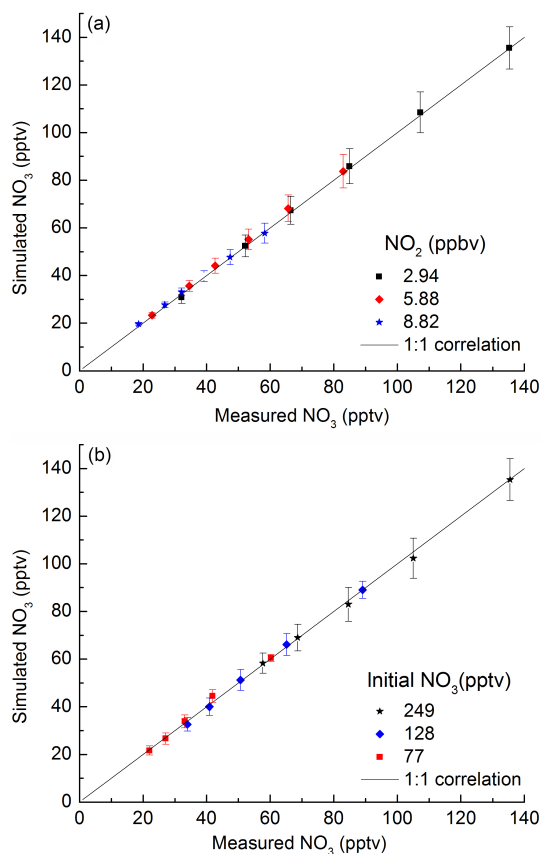 (a)
140
120
100
80
60
40
20
0
Simulated NO₃ (pptv)
NO₂ (ppbv)
2.94
5.88
8.82
1:1 correlation
0 20 40 60 80 100 120 140
Measured NO₃ (pptv)
(b)
140
120
100
80
60
40
20
0
Simulated NO₃ (pptv)
Initial NO₃(pptv)
249
128
77
1:1 correlation
0 20 40 60 80 100 120 140
Measured NO₃ (pptv)